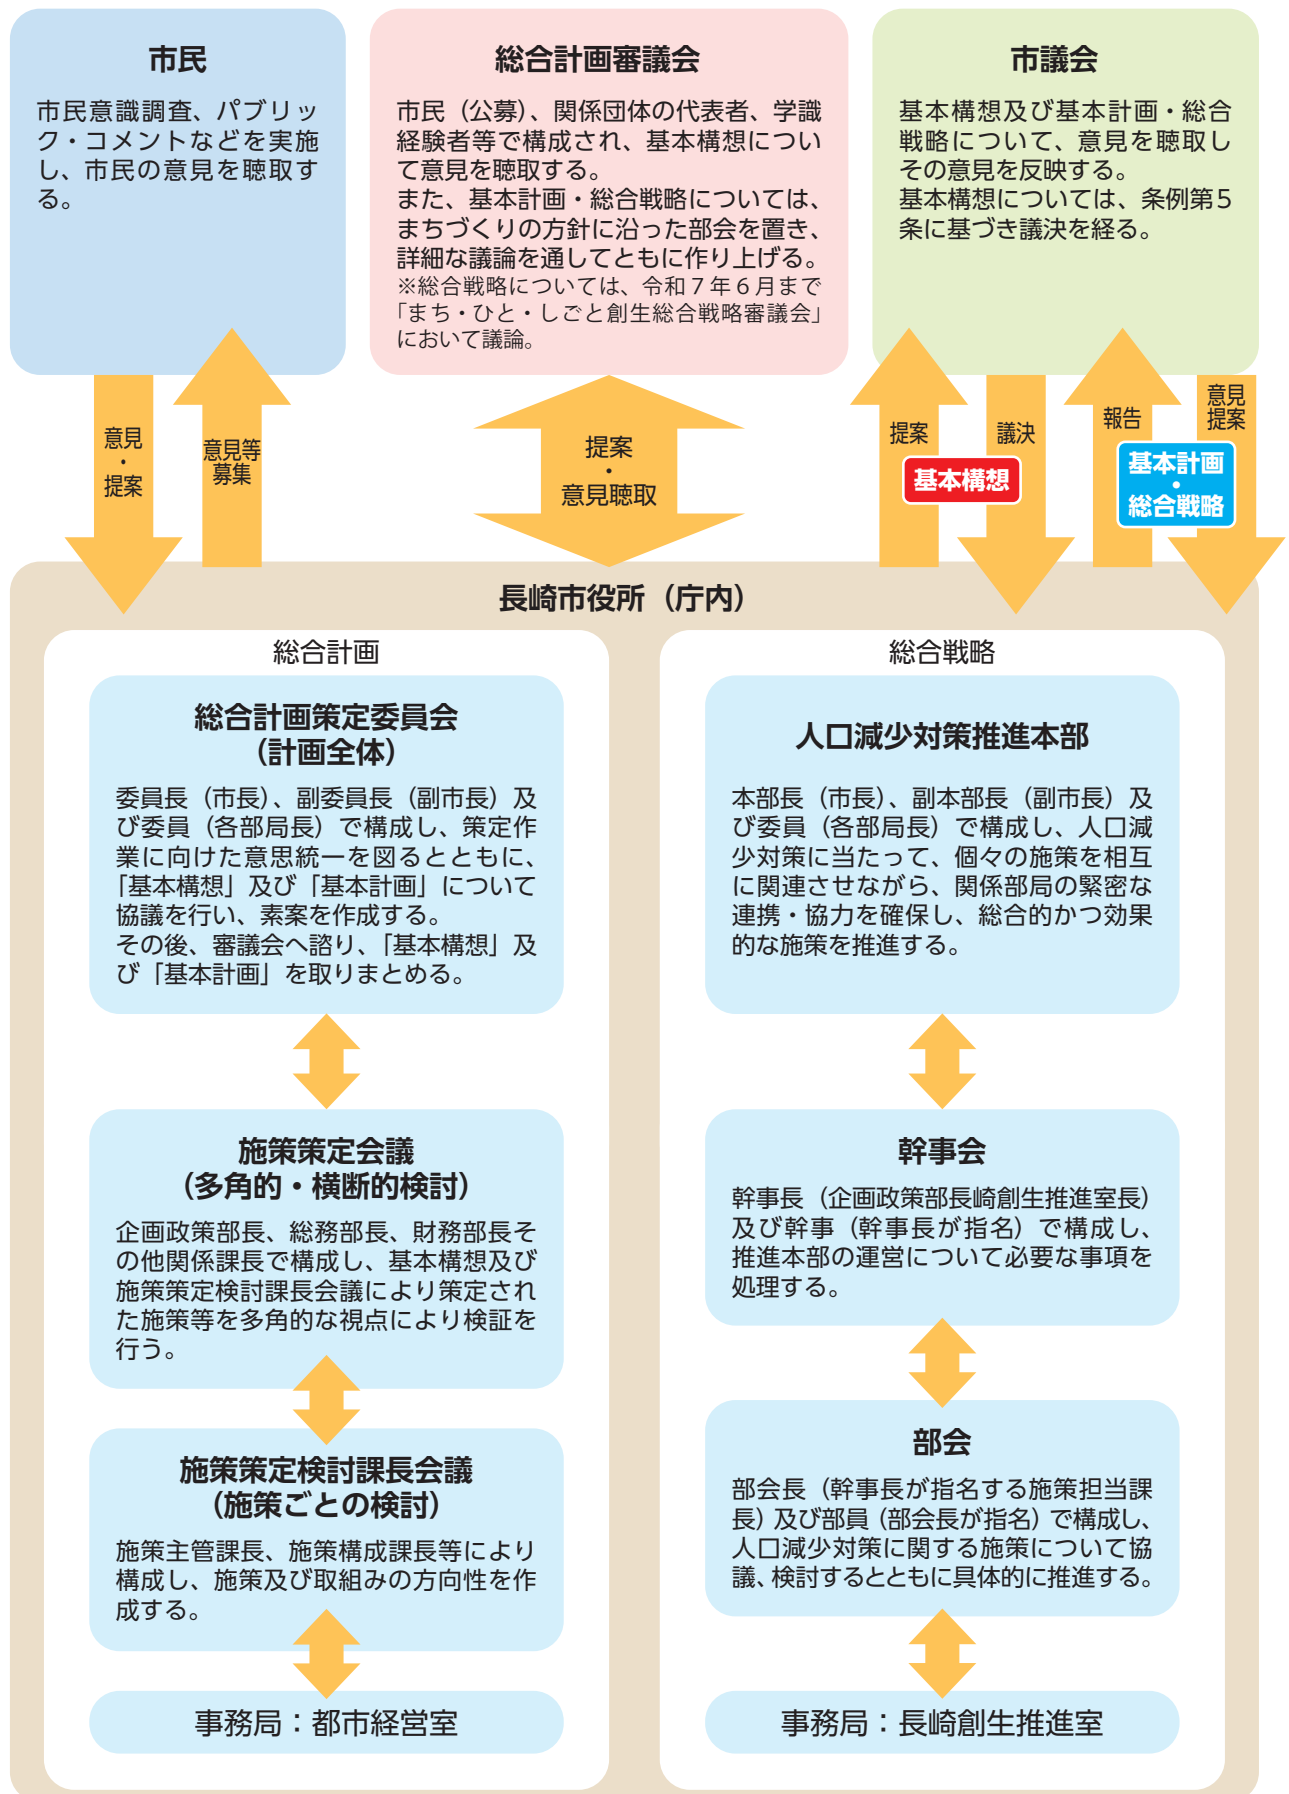 市民
市民意識調査、パブリッ
ク・コメントなどを実施
し、市民の意見を聴取す
る。
総合計画審議会
市民（公募）、関係団体の代表者、学識
経験者等で構成され、基本構想につい
て意見を聴取する。
また、基本計画・総合戦略については、
まちづくりの方針に沿った部会を置き、
詳細な議論を通してともに作り上げる。
※総合戦略については、令和７年６月まで
「まち・ひと・しごと創生総合戦略審議会」
において議論。
市議会
基本構想及び基本計画・総合
戦略について、意見を聴取し
その意見を反映する。
基本構想については、条例第5
条に基づき議決を経る。
意見
・
提案
意見等
募集
提案
・
意見聴取
提案
議決
基本構想
報告
意見
提案
基本計画
・
総合戦略
長崎市役所（庁内）
総合計画
総合計画策定委員会
（計画全体）
委員長（市長）、副委員長（副市長）及
び委員（各部局長）で構成し、策定作
業に向けた意思統一を図るとともに、
「基本構想」及び「基本計画」について
協議を行い、素案を作成する。
その後、審議会へ諮り、「基本構想」及
び「基本計画」を取りまとめる。
施策策定会議
（多角的・横断的検討）
企画政策部長、総務部長、財務部長そ
の他関係課長で構成し、基本構想及び
施策策定検討課長会議により策定され
た施策等を多角的な視点により検証を
行う。
施策策定検討課長会議
（施策ごとの検討）
施策主管課長、施策構成課長等により
構成し、施策及び取組みの方向性を作
成する。
事務局：都市経営室
総合戦略
人口減少対策推進本部
本部長（市長）、副本部長（副市長）及
び委員（各部局長）で構成し、人口減
少対策に当たって、個々の施策を相互
に関連させながら、関係部局の緊密な
連携・協力を確保し、総合的かつ効果
的な施策を推進する。
幹事会
幹事長（企画政策部長崎創生推進室長）
及び幹事（幹事長が指名）で構成し、
推進本部の運営について必要な事項を
処理する。
部会
部会長（幹事長が指名する施策担当課
長）及び部員（部会長が指名）で構成し、
人口減少対策に関する施策について協
議、検討するとともに具体的に推進する。
事務局：長崎創生推進室